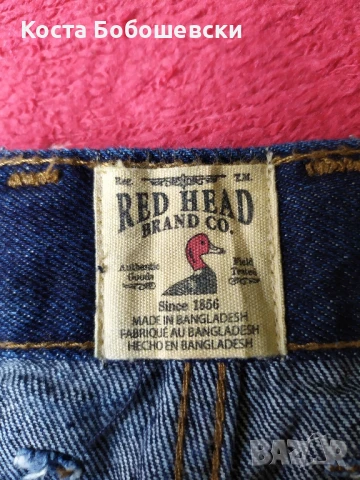 Коста Бобошевски
Reg. T.M.
RED HEAD
BRAND CO.
Authentic Goods
Field Tested
Since 1856
MADE IN BANGLADESH
FABRIQUÉ AU BANGLADESH
HECHO EN BANGLADESH
BAZAR